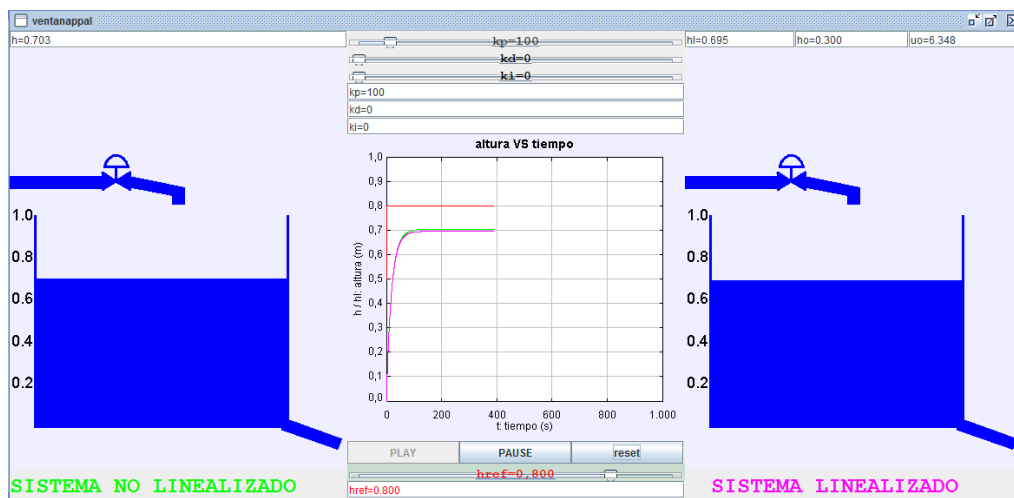 ventanappal
h=0.703
kp=100
kd=0
ki=0
kp=100
kd=0
ki=0
hl=0.695
ho=0.300
uo=6.348
altura VS tiempo
1,0
0,9
0,8
0,7
0,6
0,5
0,4
0,3
0,2
0,1
0,0
h / hl: altura (m)
0
200
400
600
800
1.000
t: tiempo (s)
1.0
0.8
0.6
0.4
0.2
1.0
0.8
0.6
0.4
0.2
PLAY
PAUSE
reset
href=0,800
href=0.800
SISTEMA NO LINEALIZADO
SISTEMA LINEALIZADO